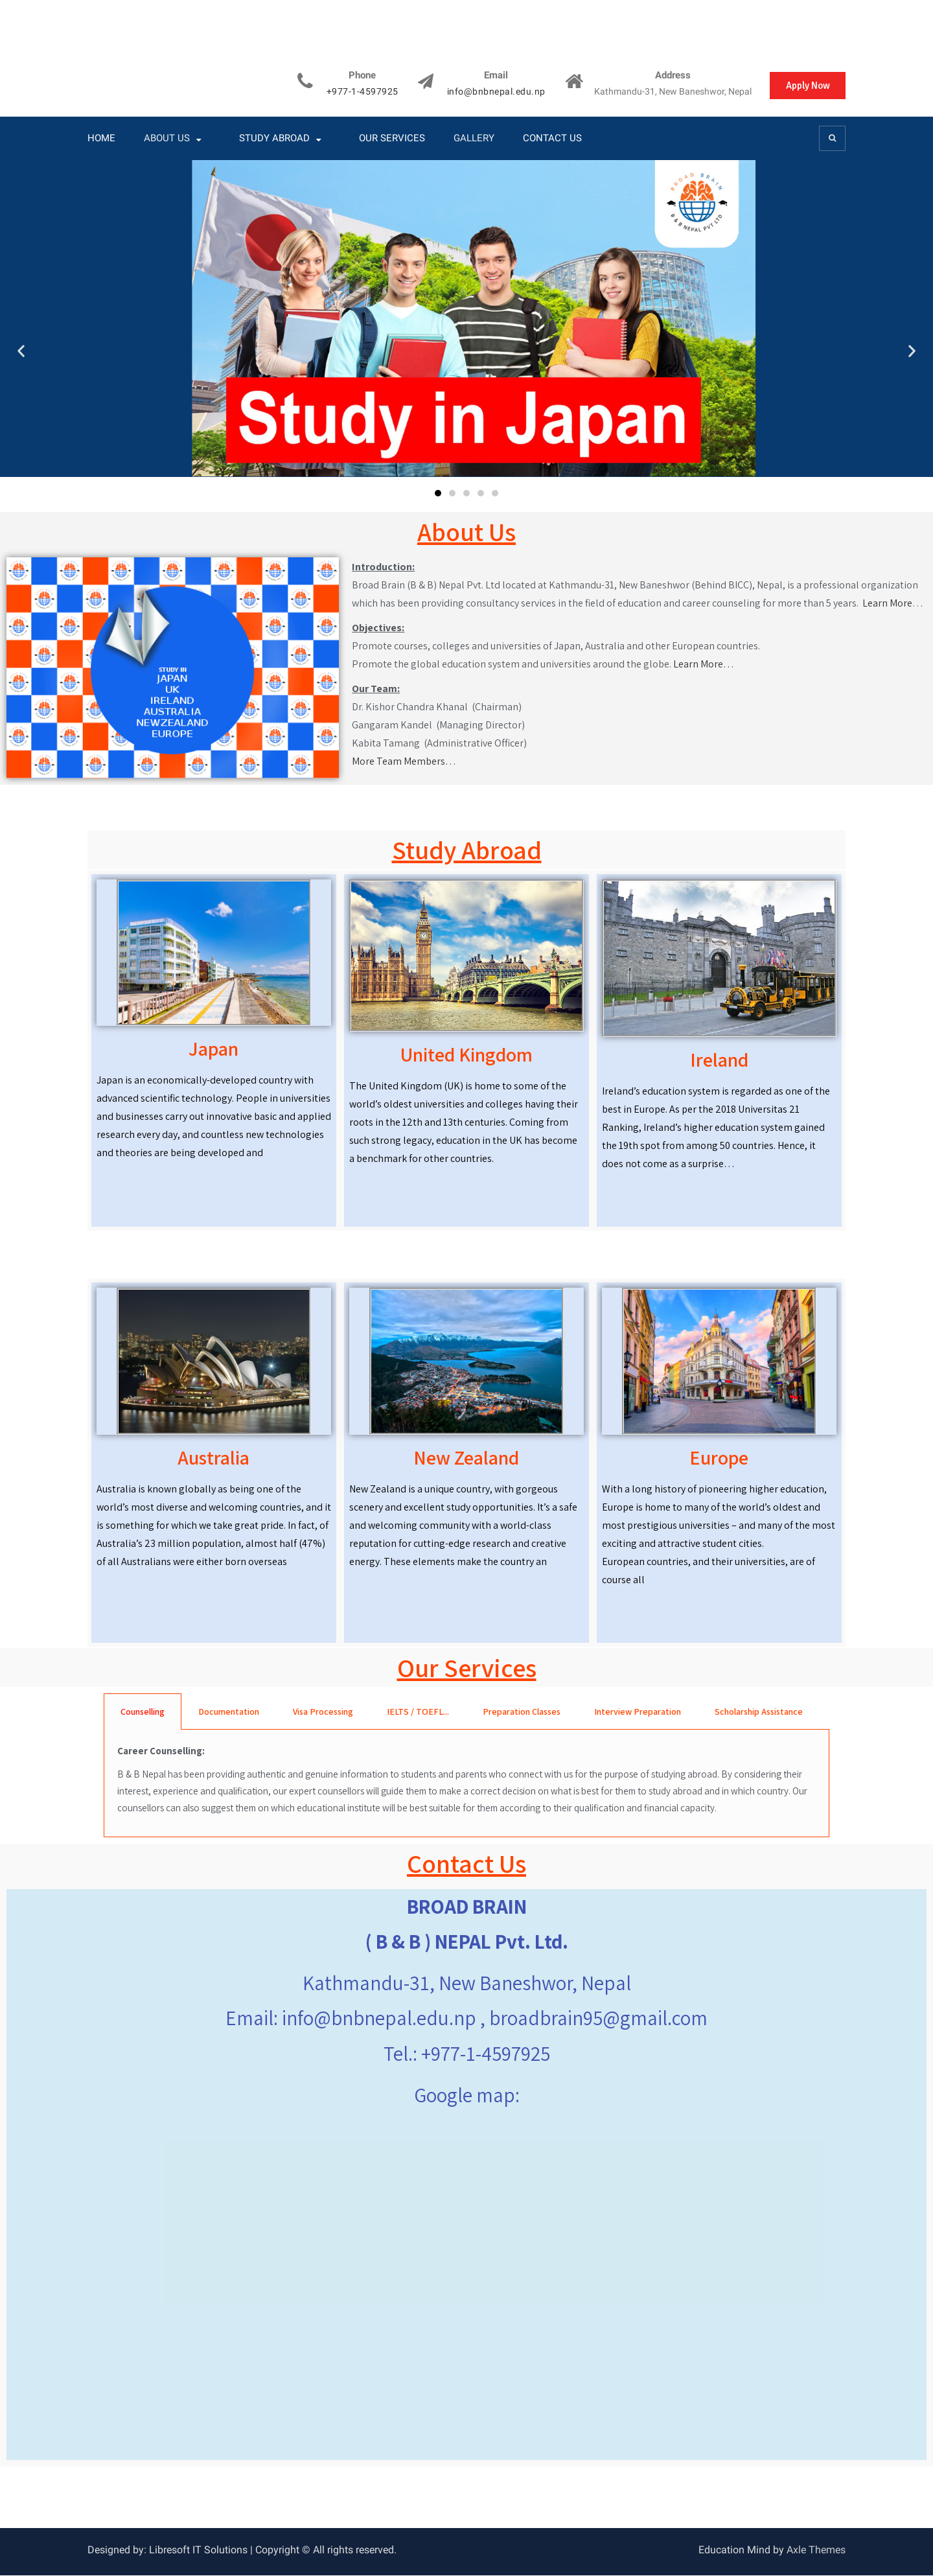 Phone
+977-1-4597925
Email
info@bnbnepal.edu.np
Address
Kathmandu-31, New Baneshwor, Nepal
Apply Now
HOME
ABOUT US
STUDY ABROAD
OUR SERVICES
GALLERY
CONTACT US
BROAD BRAIN
B & B NEPAL PVT LTD
Study in Japan
About Us
STUDY IN
JAPAN
UK
IRELAND
AUSTRALIA
NEWZEALAND
EUROPE
Introduction:
Broad Brain (B & B) Nepal Pvt. Ltd located at Kathmandu-31, New Baneshwor (Behind BICC), Nepal, is a professional organization
which has been providing consultancy services in the field of education and career counseling for more than 5 years. Learn More…
Objectives:
Promote courses, colleges and universities of Japan, Australia and other European countries.
Promote the global education system and universities around the globe. Learn More…
Our Team:
Dr. Kishor Chandra Khanal (Chairman)
Gangaram Kandel (Managing Director)
Kabita Tamang (Administrative Officer)
More Team Members…
Study Abroad
Japan
Japan is an economically-developed country with
advanced scientific technology. People in universities
and businesses carry out innovative basic and applied
research every day, and countless new technologies
and theories are being developed and
United Kingdom
The United Kingdom (UK) is home to some of the
world’s oldest universities and colleges having their
roots in the 12th and 13th centuries. Coming from
such strong legacy, education in the UK has become
a benchmark for other countries.
Ireland
Ireland’s education system is regarded as one of the
best in Europe. As per the 2018 Universitas 21
Ranking, Ireland’s higher education system gained
the 19th spot from among 50 countries. Hence, it
does not come as a surprise…
Australia
Australia is known globally as being one of the
world’s most diverse and welcoming countries, and it
is something for which we take great pride. In fact, of
Australia’s 23 million population, almost half (47%)
of all Australians were either born overseas
New Zealand
New Zealand is a unique country, with gorgeous
scenery and excellent study opportunities. It’s a safe
and welcoming community with a world-class
reputation for cutting-edge research and creative
energy. These elements make the country an
Europe
With a long history of pioneering higher education,
Europe is home to many of the world’s oldest and
most prestigious universities – and many of the most
exciting and attractive student cities.
European countries, and their universities, are of
course all
Our Services
Counselling
Documentation
Visa Processing
IELTS / TOEFL...
Preparation Classes
Interview Preparation
Scholarship Assistance
Career Counselling:
B & B Nepal has been providing authentic and genuine information to students and parents who connect with us for the purpose of studying abroad. By considering their
interest, experience and qualification, our expert counsellors will guide them to make a correct decision on what is best for them to study abroad and in which country. Our
counsellors can also suggest them on which educational institute will be best suitable for them according to their qualification and financial capacity.
Contact Us
BROAD BRAIN
( B & B ) NEPAL Pvt. Ltd.
Kathmandu-31, New Baneshwor, Nepal
Email: info@bnbnepal.edu.np , broadbrain95@gmail.com
Tel.: +977-1-4597925
Google map:
Designed by: Libresoft IT Solutions | Copyright © All rights reserved.
Education Mind by Axle Themes